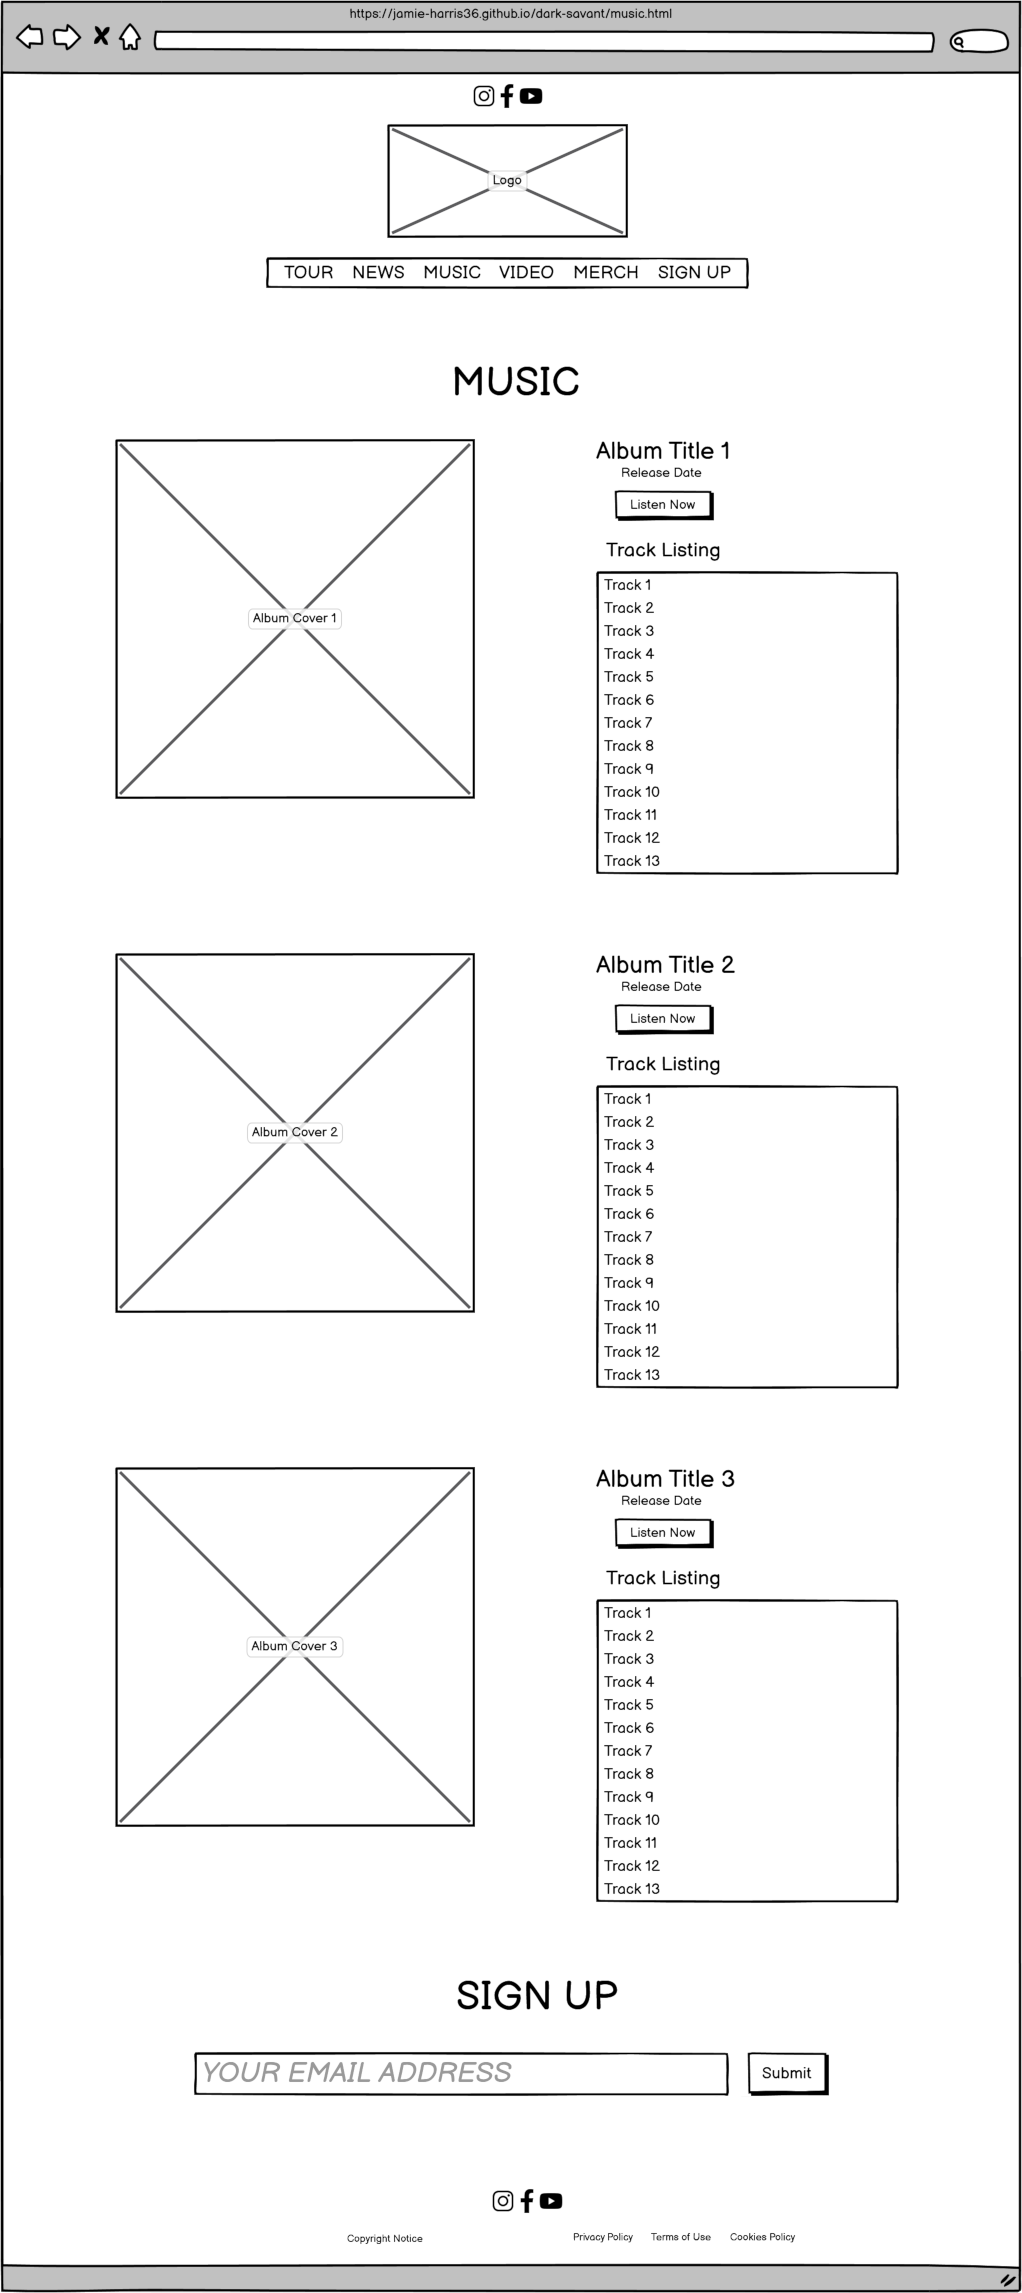 https://jamie-harris36.github.io/dark-savant/music.html
Logo
TOUR NEWS MUSIC VIDEO MERCH SIGN UP
MUSIC
Album Cover 1
Album Title 1
Release Date
Listen Now
Track Listing
Track 1
Track 2
Track 3
Track 4
Track 5
Track 6
Track 7
Track 8
Track 9
Track 10
Track 11
Track 12
Track 13
Album Cover 2
Album Title 2
Release Date
Listen Now
Track Listing
Track 1
Track 2
Track 3
Track 4
Track 5
Track 6
Track 7
Track 8
Track 9
Track 10
Track 11
Track 12
Track 13
Album Cover 3
Album Title 3
Release Date
Listen Now
Track Listing
Track 1
Track 2
Track 3
Track 4
Track 5
Track 6
Track 7
Track 8
Track 9
Track 10
Track 11
Track 12
Track 13
SIGN UP
YOUR EMAIL ADDRESS Submit
Copyright Notice Privacy Policy Terms of Use Cookies Policy